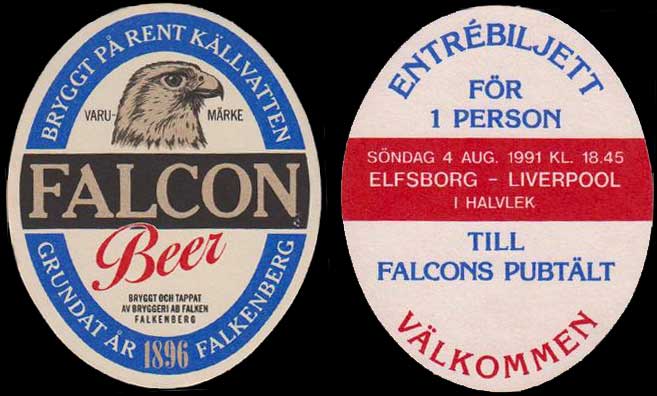 BRYGGT PÅ RENT KÄLLVATTEN
VARU-
MÄRKE
FALCON
Beer
BRYGGT OCH TAPPAT
AV BRYGGERI AB FALKEN
FALKENBERG
GRUNDAT ÅR 1896 FALKENBERG
ENTRÉBILJETT
FÖR
1 PERSON
SÖNDAG 4 AUG. 1991 KL. 18.45
ELFSBORG – LIVERPOOL
I HALVLEK
TILL
FALCONS PUBTÄLT
VÄLKOMMEN